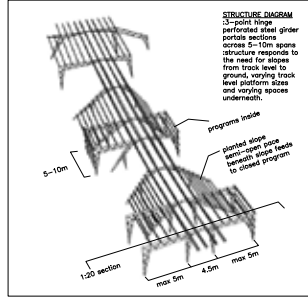 STRUCTURE DIAGRAM
:3-point hinge
perforated steel girder
portals sections
across 5-10m spans
:structure responds to
the need for slopes
from track level to
ground, varying track
level platform sizes
and varying spaces
underneath.
programs inside
5-10m
planted slope
semi-open pace
beneath slope feeds
to closed program
1:20 section
max 5m
4.5m
max 5m